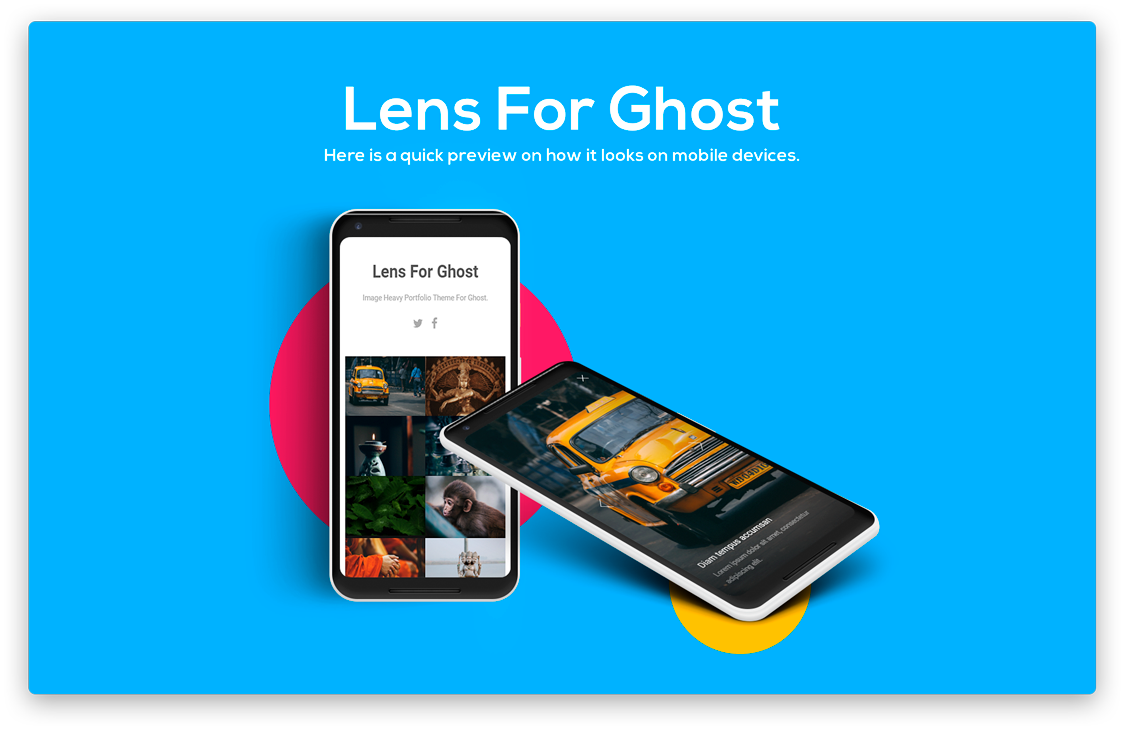 Lens For Ghost
Here is a quick preview on how it looks on mobile devices.
Lens For Ghost
Image Heavy Portfolio Theme For Ghost.
Diam tempus accumsan
Lorem ipsum dolor sit amet, consectetur
adipiscing elit.